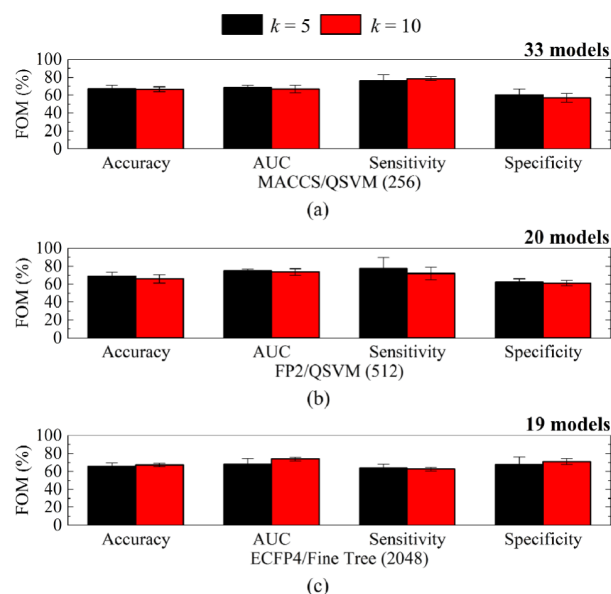 k = 5 k = 10
33 models
FOM (%)
100
80
60
40
20
0
Accuracy AUC Sensitivity Specificity
MACCS/QSVM (256)
(a)
20 models
FOM (%)
100
80
60
40
20
0
Accuracy AUC Sensitivity Specificity
FP2/QSVM (512)
(b)
19 models
FOM (%)
100
80
60
40
20
0
Accuracy AUC Sensitivity Specificity
ECFP4/Fine Tree (2048)
(c)